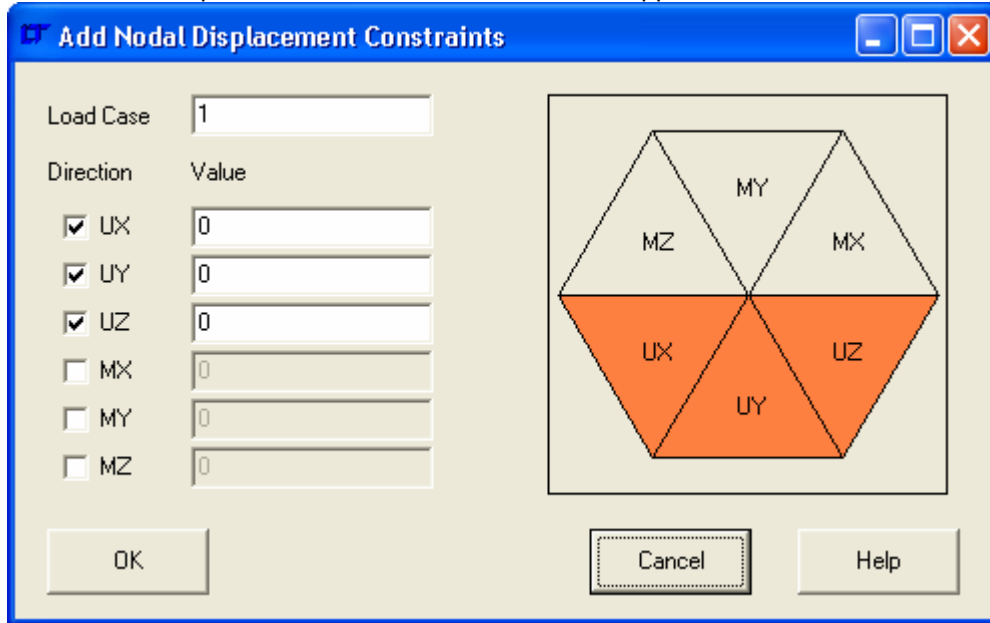 Add Nodal Displacement Constraints
Load Case 1
Direction Value
UX 0
UY 0
UZ 0
MX 0
MY 0
MZ 0
MY
MZ MX
UX UZ
UY
OK Cancel Help